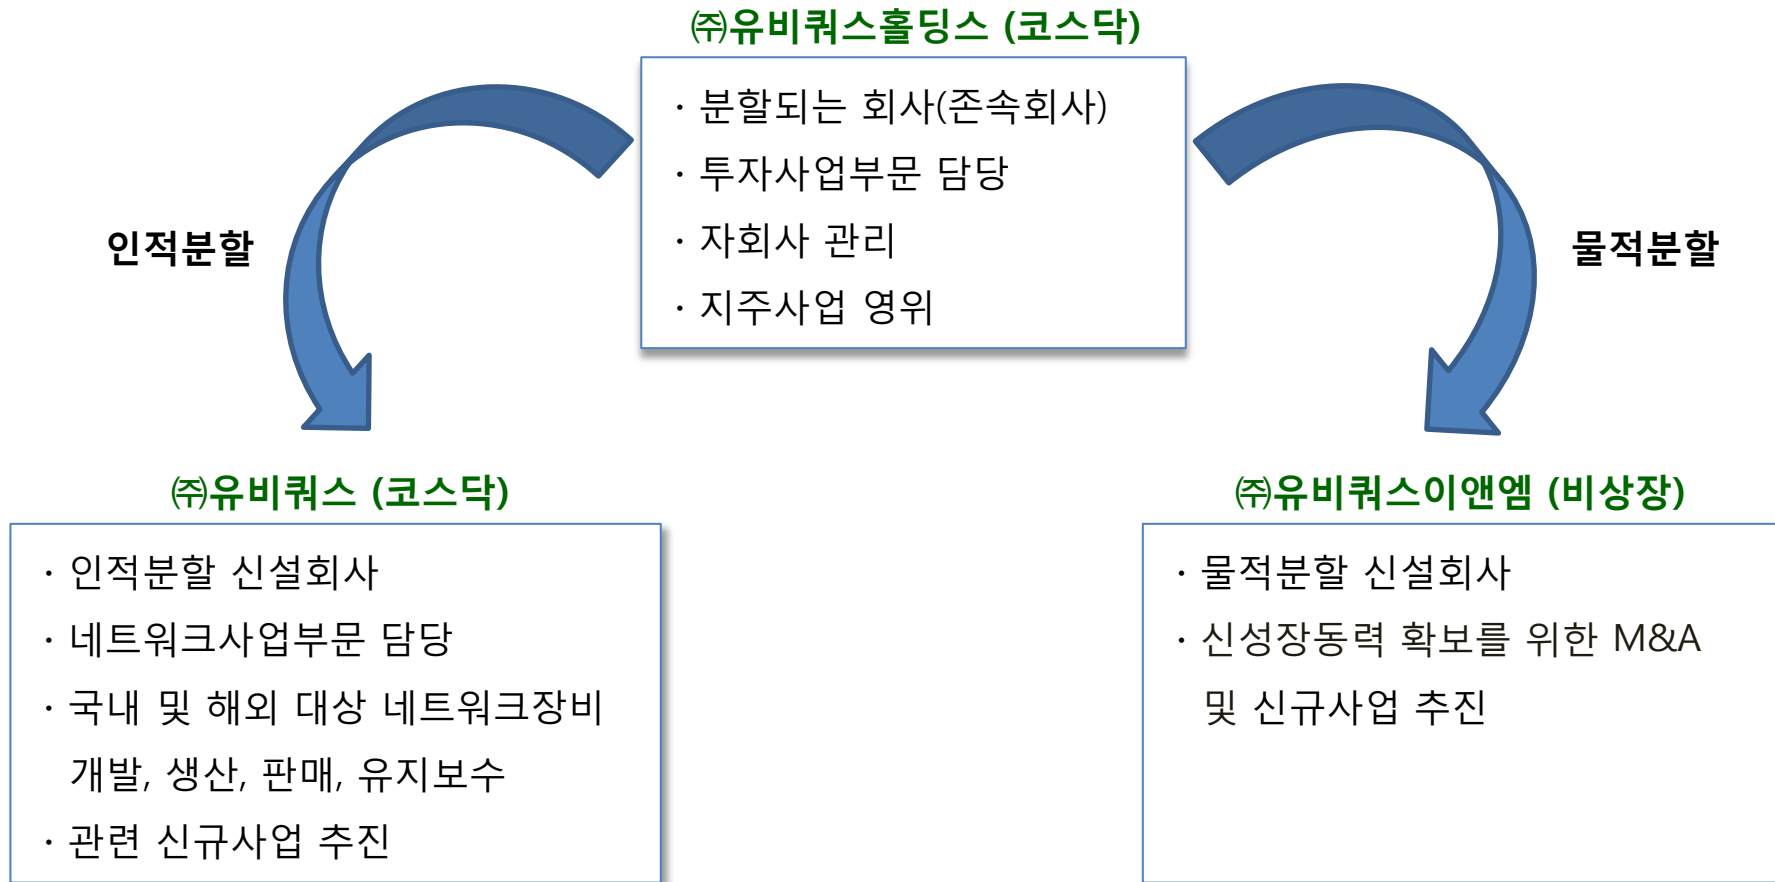 ㈜유비쿼스홀딩스 (코스닥)
· 분할되는 회사(존속회사)
· 투자사업부문 담당
· 자회사 관리
· 지주사업 영위
인적분할
물적분할
㈜유비쿼스 (코스닥)
· 인적분할 신설회사
· 네트워크사업부문 담당
· 국내 및 해외 대상 네트워크장비
개발, 생산, 판매, 유지보수
· 관련 신규사업 추진
㈜유비쿼스이앤엠 (비상장)
· 물적분할 신설회사
· 신성장동력 확보를 위한 M&A
및 신규사업 추진